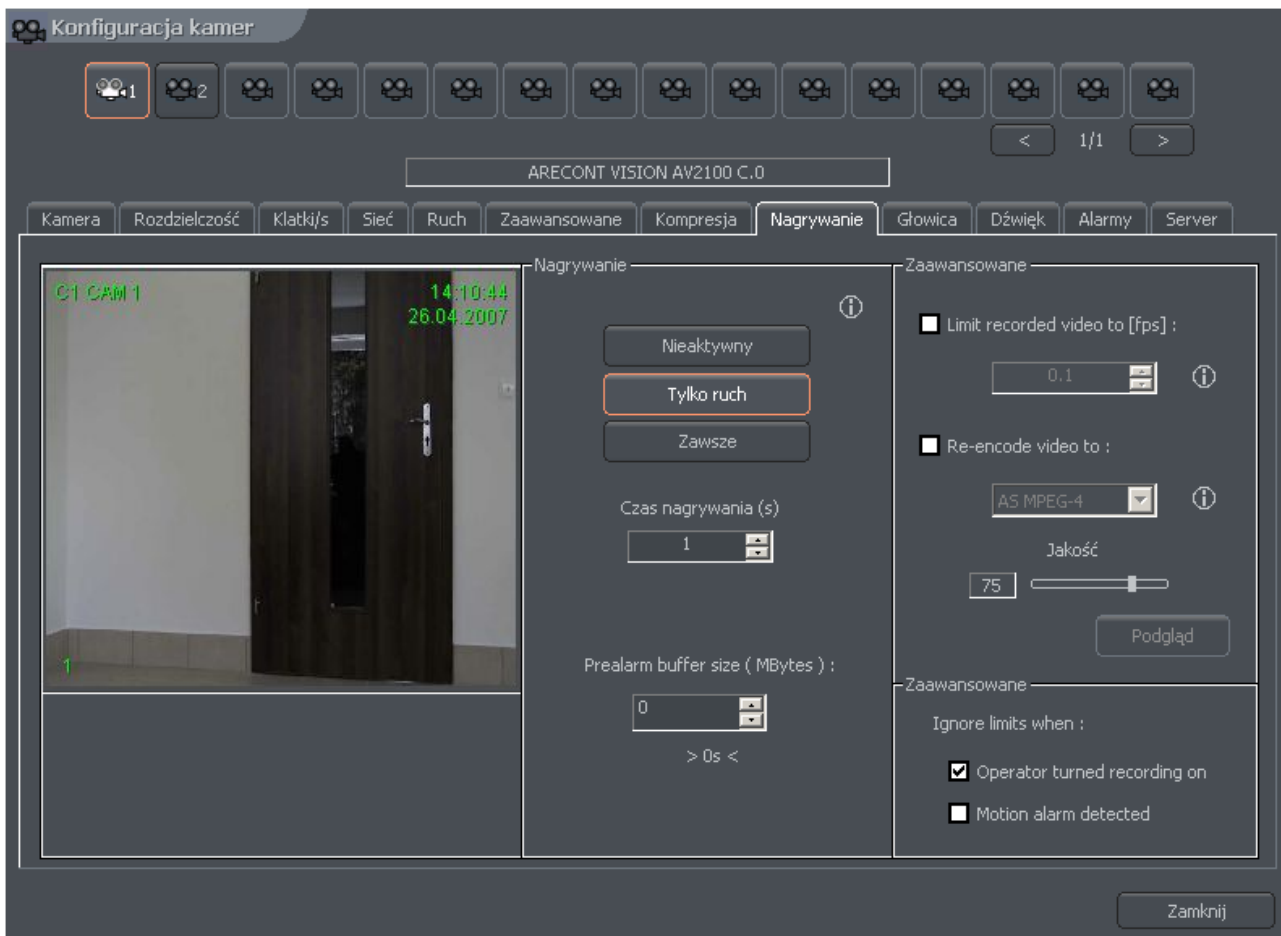 Konfiguracja kamer
1 2
< 1/1 >
ARECONT VISION AV2100 C.0
Kamera Rozdzielczość Klatki/s Sieć Ruch Zaawansowane Kompresja Nagrywanie Głowica Dźwięk Alarmy Server
C1 CAM 1 14:10:44
26.04.2007
1
Nagrywanie
Nieaktywny
Tylko ruch
Zawsze
Czas nagrywania (s)
1
Prealarm buffer size ( MBytes ) :
0
> 0s <
Zaawansowane
Limit recorded video to [fps] :
0.1
Re-encode video to :
AS MPEG-4
Jakość
75
Podgląd
Zaawansowane
Ignore limits when :
Operator turned recording on
Motion alarm detected
Zamknij